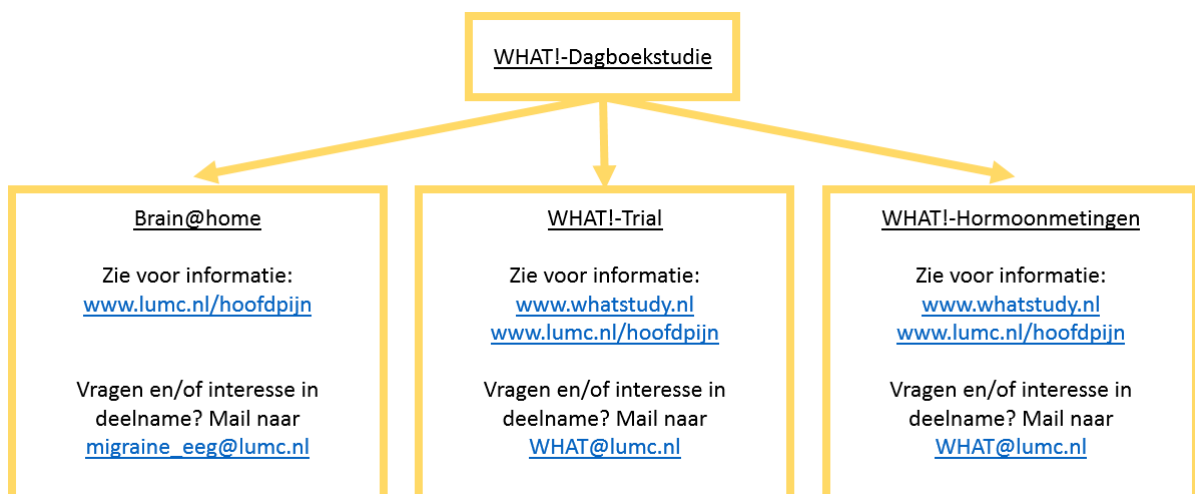 WHAT!-Dagboekstudie
Brain@home
Zie voor informatie:
www.lumc.nl/hoofdpijn
Vragen en/of interesse in
deelname? Mail naar
migraine_eeg@lumc.nl
WHAT!-Trial
Zie voor informatie:
www.whatstudy.nl
www.lumc.nl/hoofdpijn
Vragen en/of interesse in
deelname? Mail naar
WHAT@lumc.nl
WHAT!-Hormoonmetingen
Zie voor informatie:
www.whatstudy.nl
www.lumc.nl/hoofdpijn
Vragen en/of interesse in
deelname? Mail naar
WHAT@lumc.nl